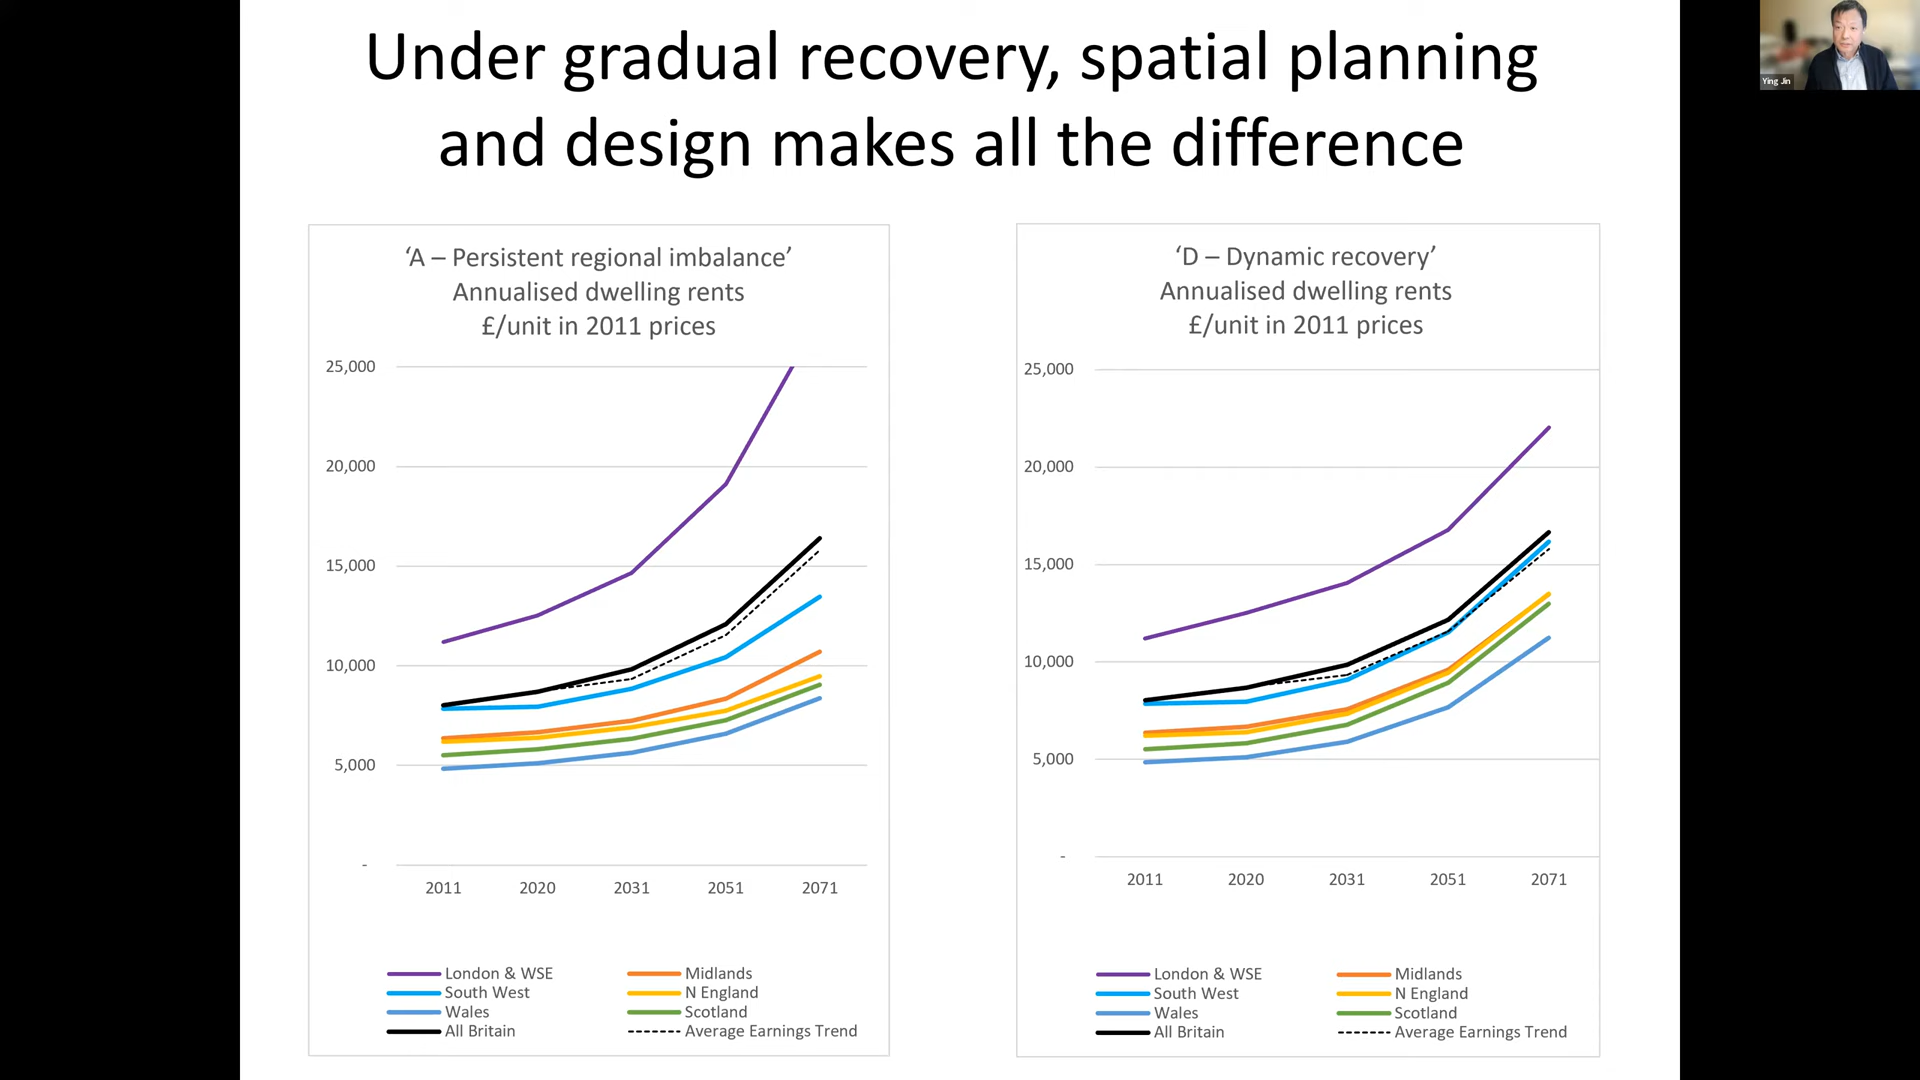 Under gradual recovery, spatial planning
and design makes all the difference
Ying Jin
‘A – Persistent regional imbalance’
Annualised dwelling rents
£/unit in 2011 prices
25,000
20,000
15,000
10,000
5,000
-
2011 2020 2031 2051 2071
London & WSE Midlands
South West N England
Wales Scotland
All Britain Average Earnings Trend
‘D – Dynamic recovery’
Annualised dwelling rents
£/unit in 2011 prices
25,000
20,000
15,000
10,000
5,000
-
2011 2020 2031 2051 2071
London & WSE Midlands
South West N England
Wales Scotland
All Britain Average Earnings Trend